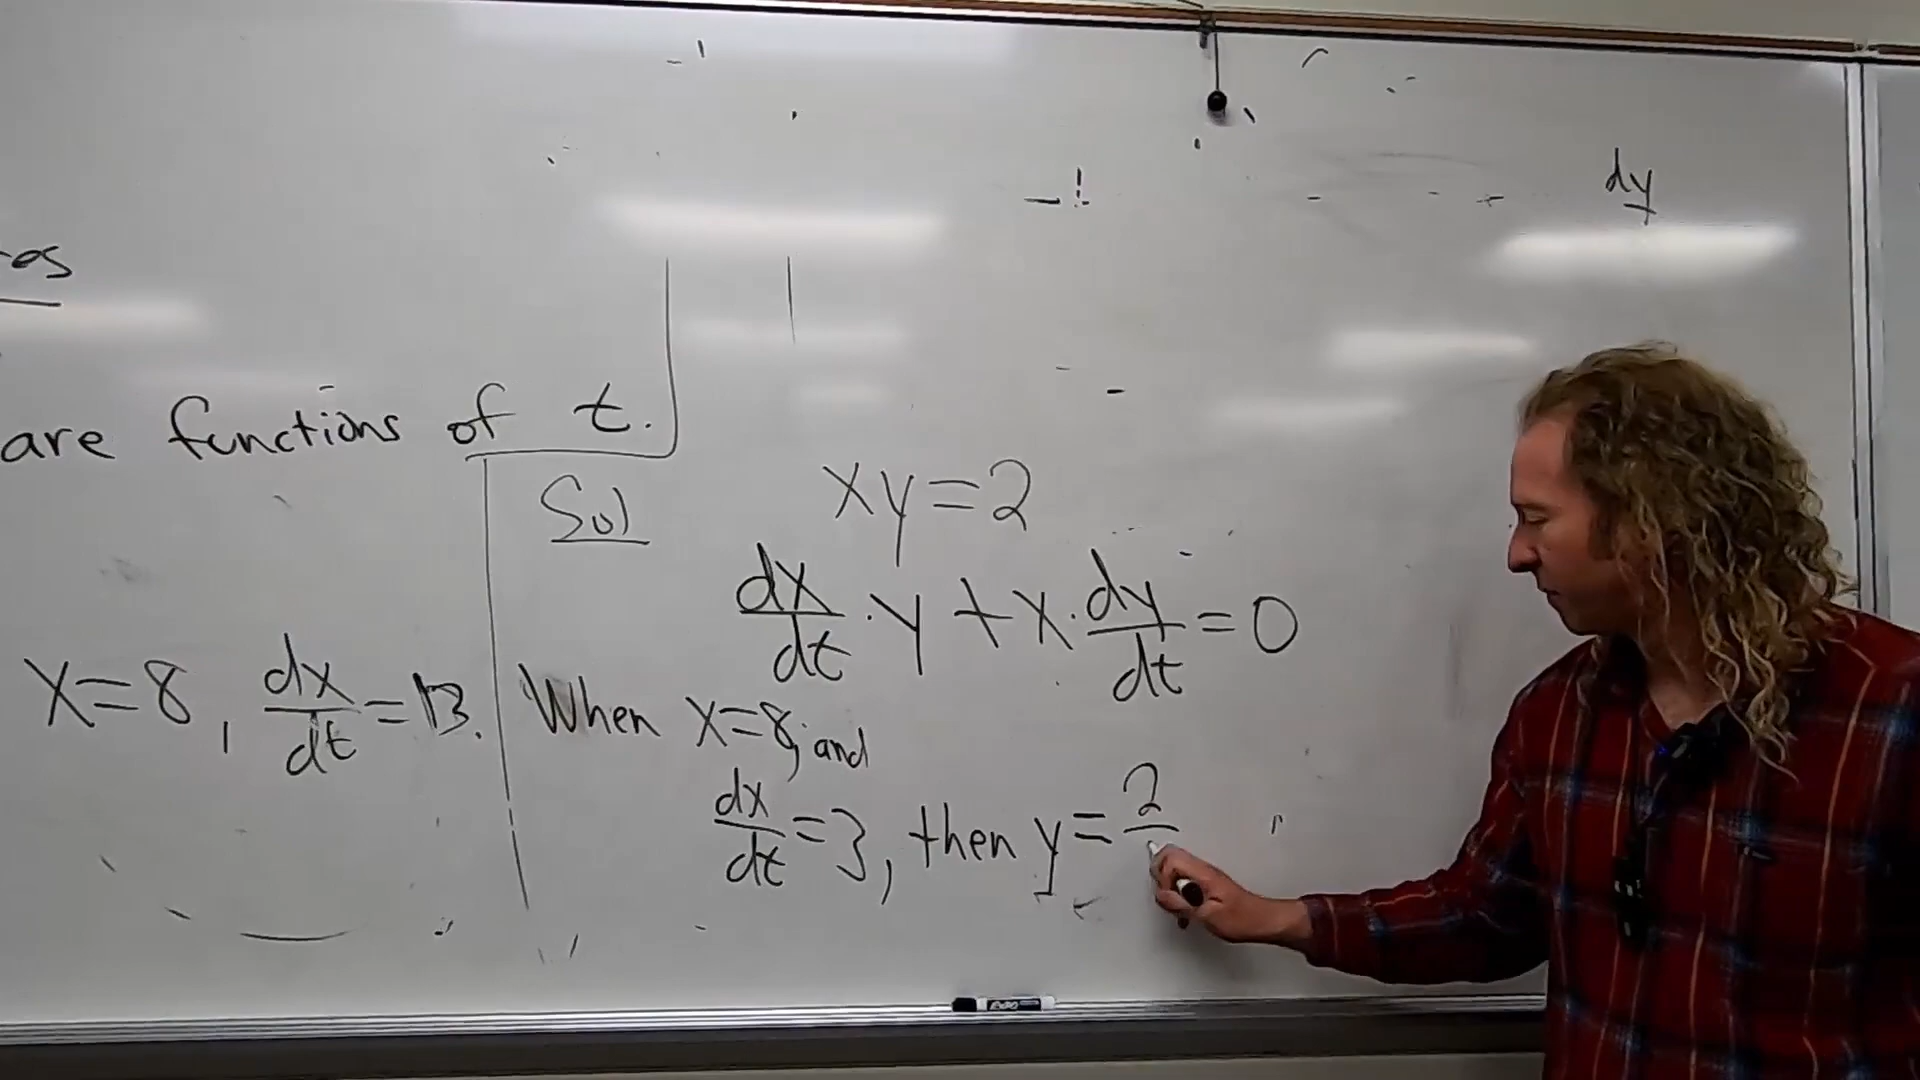 dy
are functions of t.
Sol
xy=2
dx/dt · y + x · dy/dt = 0
x=8, dx/dt = 13.
When x=8, and
dx/dt = 3, then y = 2
EXPO